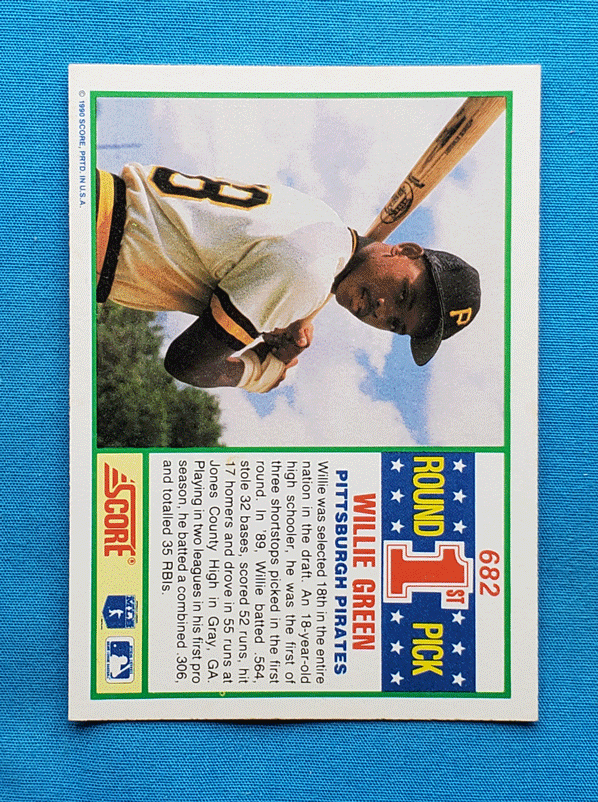 682
ROUND 1ST PICK
WILLIE GREEN
PITTSBURGH PIRATES
Willie was selected 18th in the entire
nation in the draft. An 18-year-old
high schooler, he was the first of
three shortstops picked in the first
round. In '89, Willie batted .564,
stole 32 bases, scored 52 runs, hit
17 homers and drove in 55 runs at
Jones County High in Gray, GA
Playing in two leagues in his first pro
season, he batted a combined .306,
and totalled 35 RBIs.
SCORE®
© 1990 SCORE, PRTD. IN U.S.A.
P
8